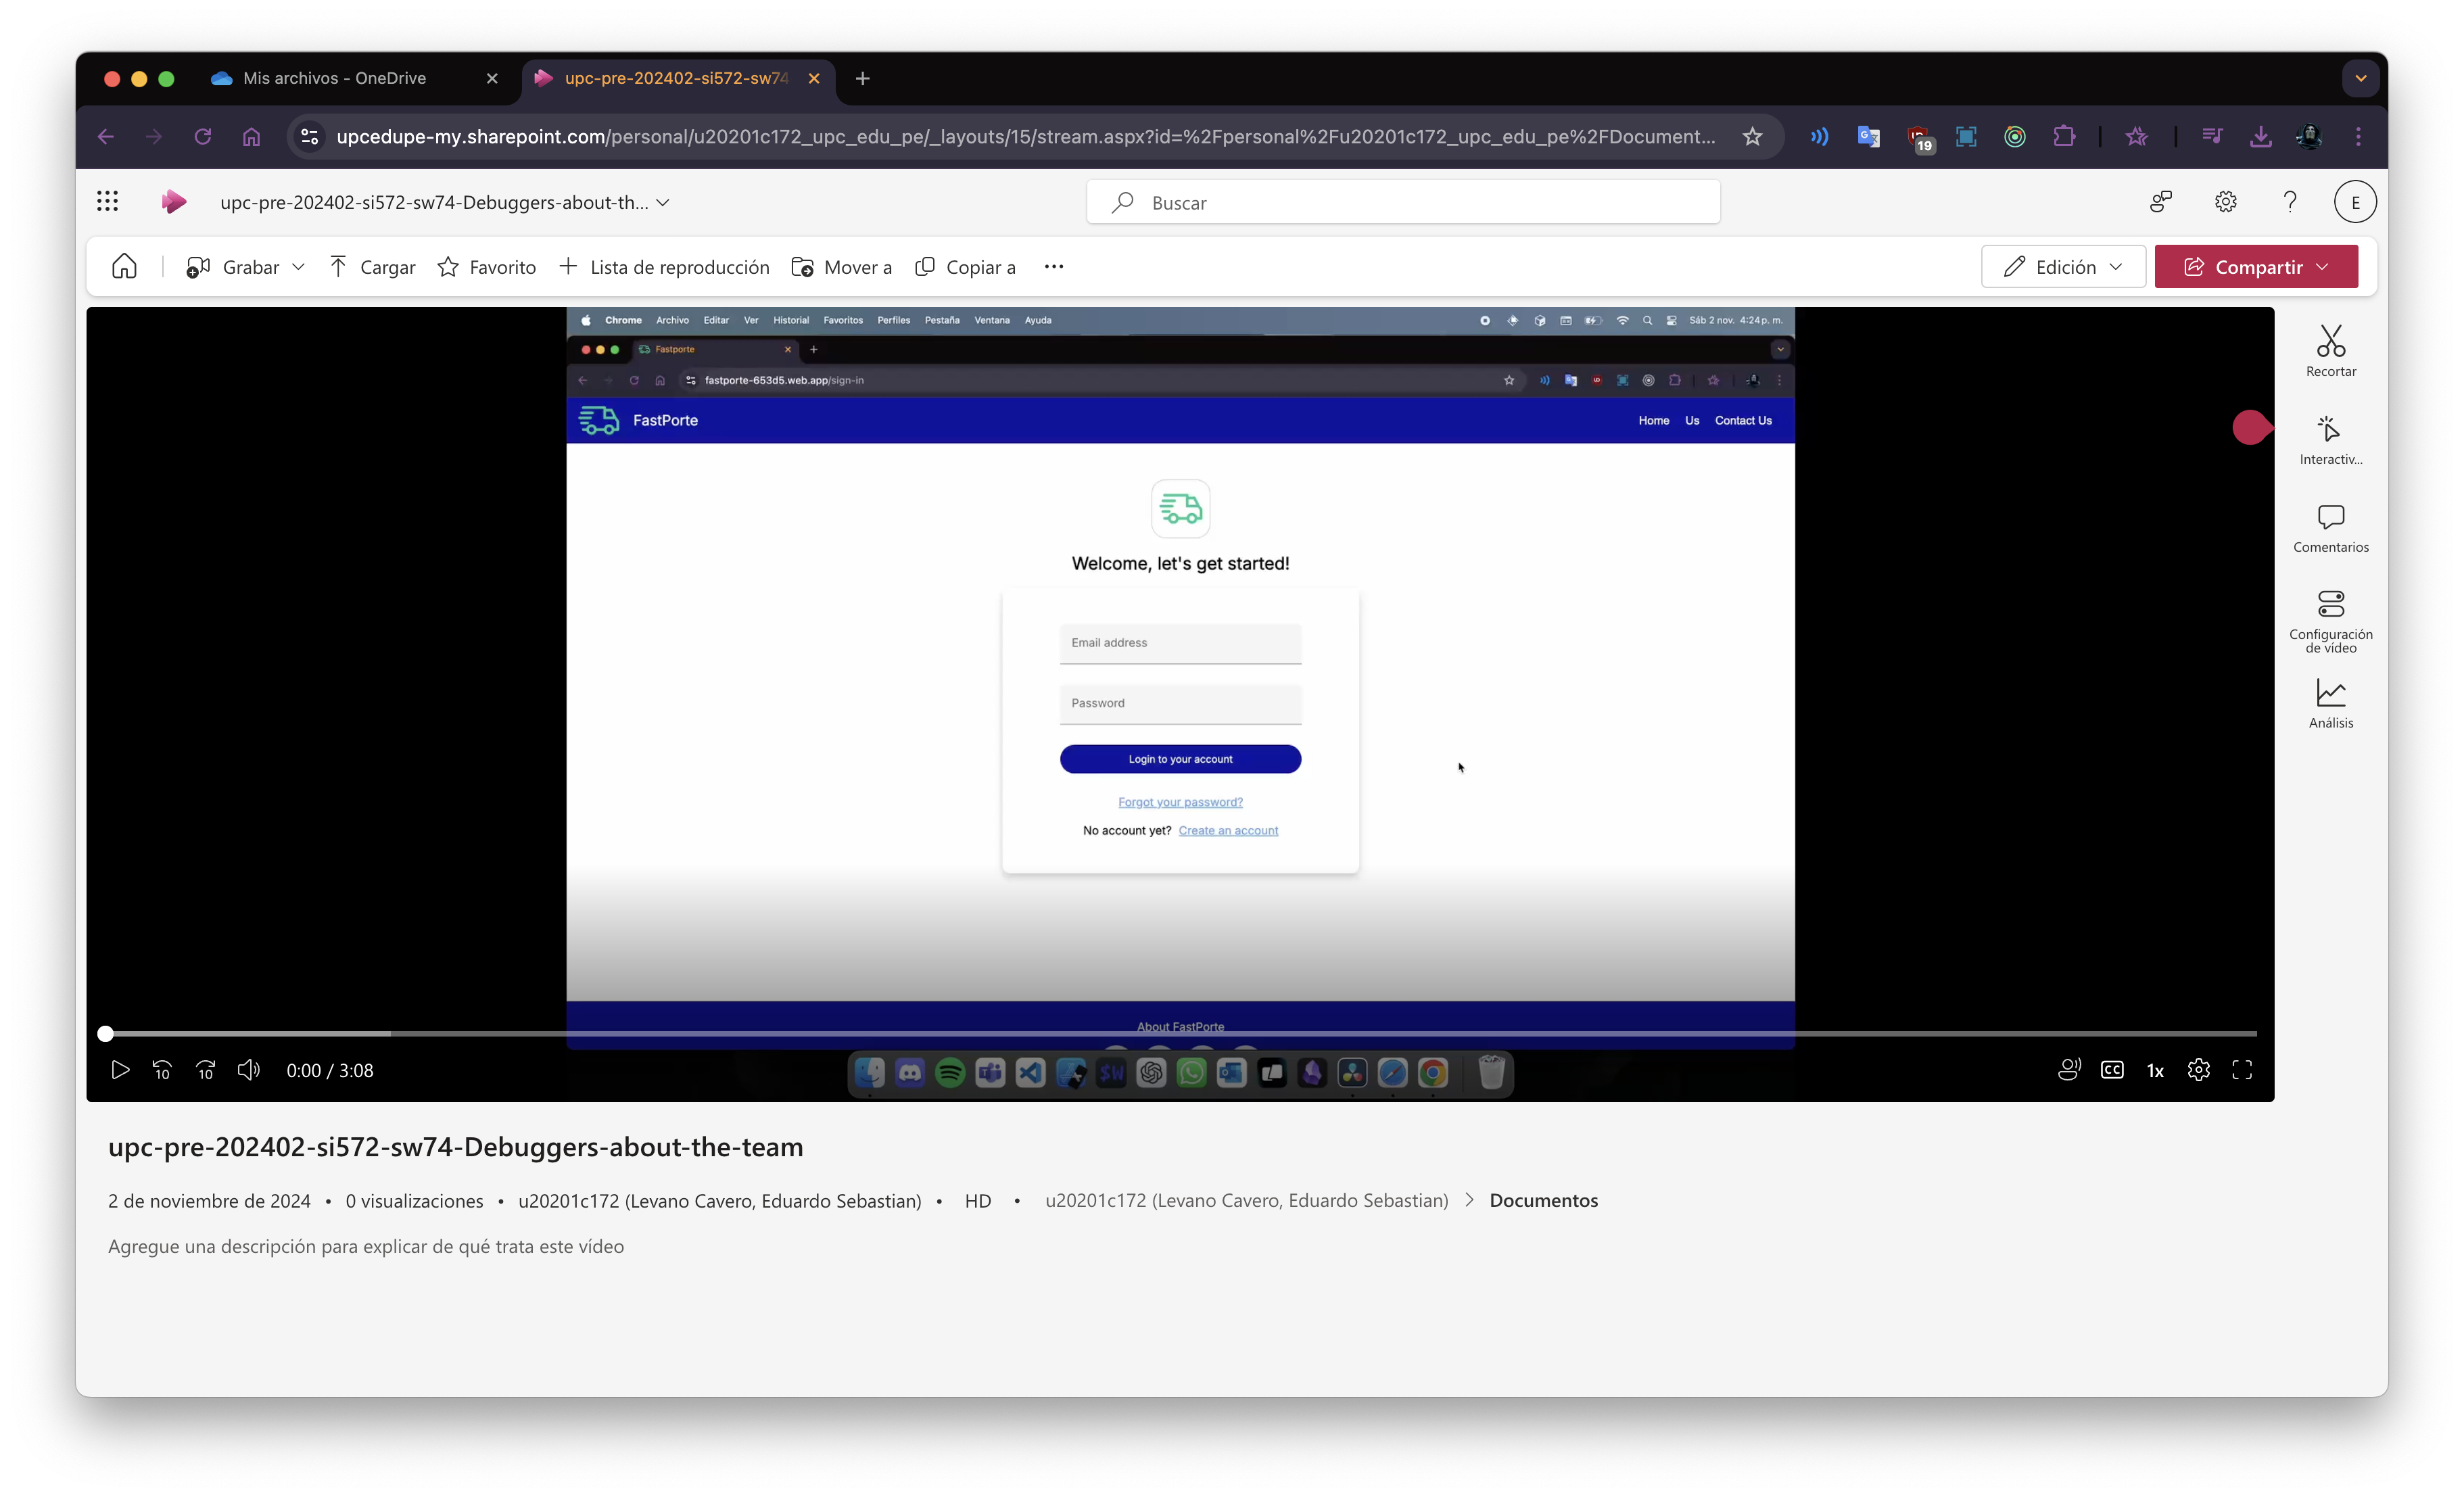 Mis archivos - OneDrive
upc-pre-202402-si572-sw74
upcedupe-my.sharepoint.com/personal/u20201c172_upc_edu_pe/_layouts/15/stream.aspx?id=%2Fpersonal%2Fu20201c172_upc_edu_pe%2FDocument...
19
upc-pre-202402-si572-sw74-Debuggers-about-th...
Buscar
E
Grabar
Cargar
Favorito
Lista de reproducción
Mover a
Copiar a
Edición
Compartir
Chrome Archivo Editar Ver Historial Favoritos Perfiles Pestaña Ventana Ayuda
Sáb 2 nov. 4:24 p. m.
Fastporte
fastporte-653d5.web.app/sign-in
FastPorte
Home Us Contact Us
Welcome, let's get started!
Email address
Password
Login to your account
Forgot your password?
No account yet? Create an account
About FastPorte
Recortar
Interactiv...
Comentarios
Configuración
de vídeo
Análisis
10
10
0:00 / 3:08
CC
1x
upc-pre-202402-si572-sw74-Debuggers-about-the-team
2 de noviembre de 2024 • 0 visualizaciones • u20201c172 (Levano Cavero, Eduardo Sebastian) • HD • u20201c172 (Levano Cavero, Eduardo Sebastian) > Documentos
Agregue una descripción para explicar de qué trata este vídeo